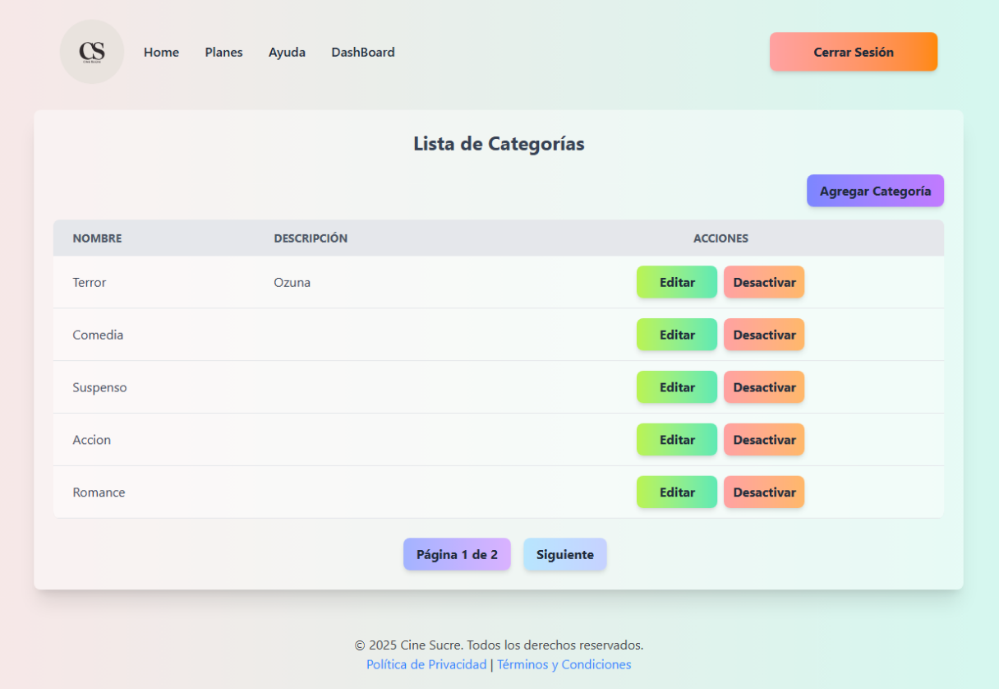 CS
Cine Sucre
Home Planes Ayuda DashBoard
Cerrar Sesión
Lista de Categorías
Agregar Categoría
NOMBRE DESCRIPCIÓN ACCIONES
Terror Ozuna Editar Desactivar
Comedia Editar Desactivar
Suspenso Editar Desactivar
Accion Editar Desactivar
Romance Editar Desactivar
Página 1 de 2 Siguiente
© 2025 Cine Sucre. Todos los derechos reservados.
Política de Privacidad | Términos y Condiciones